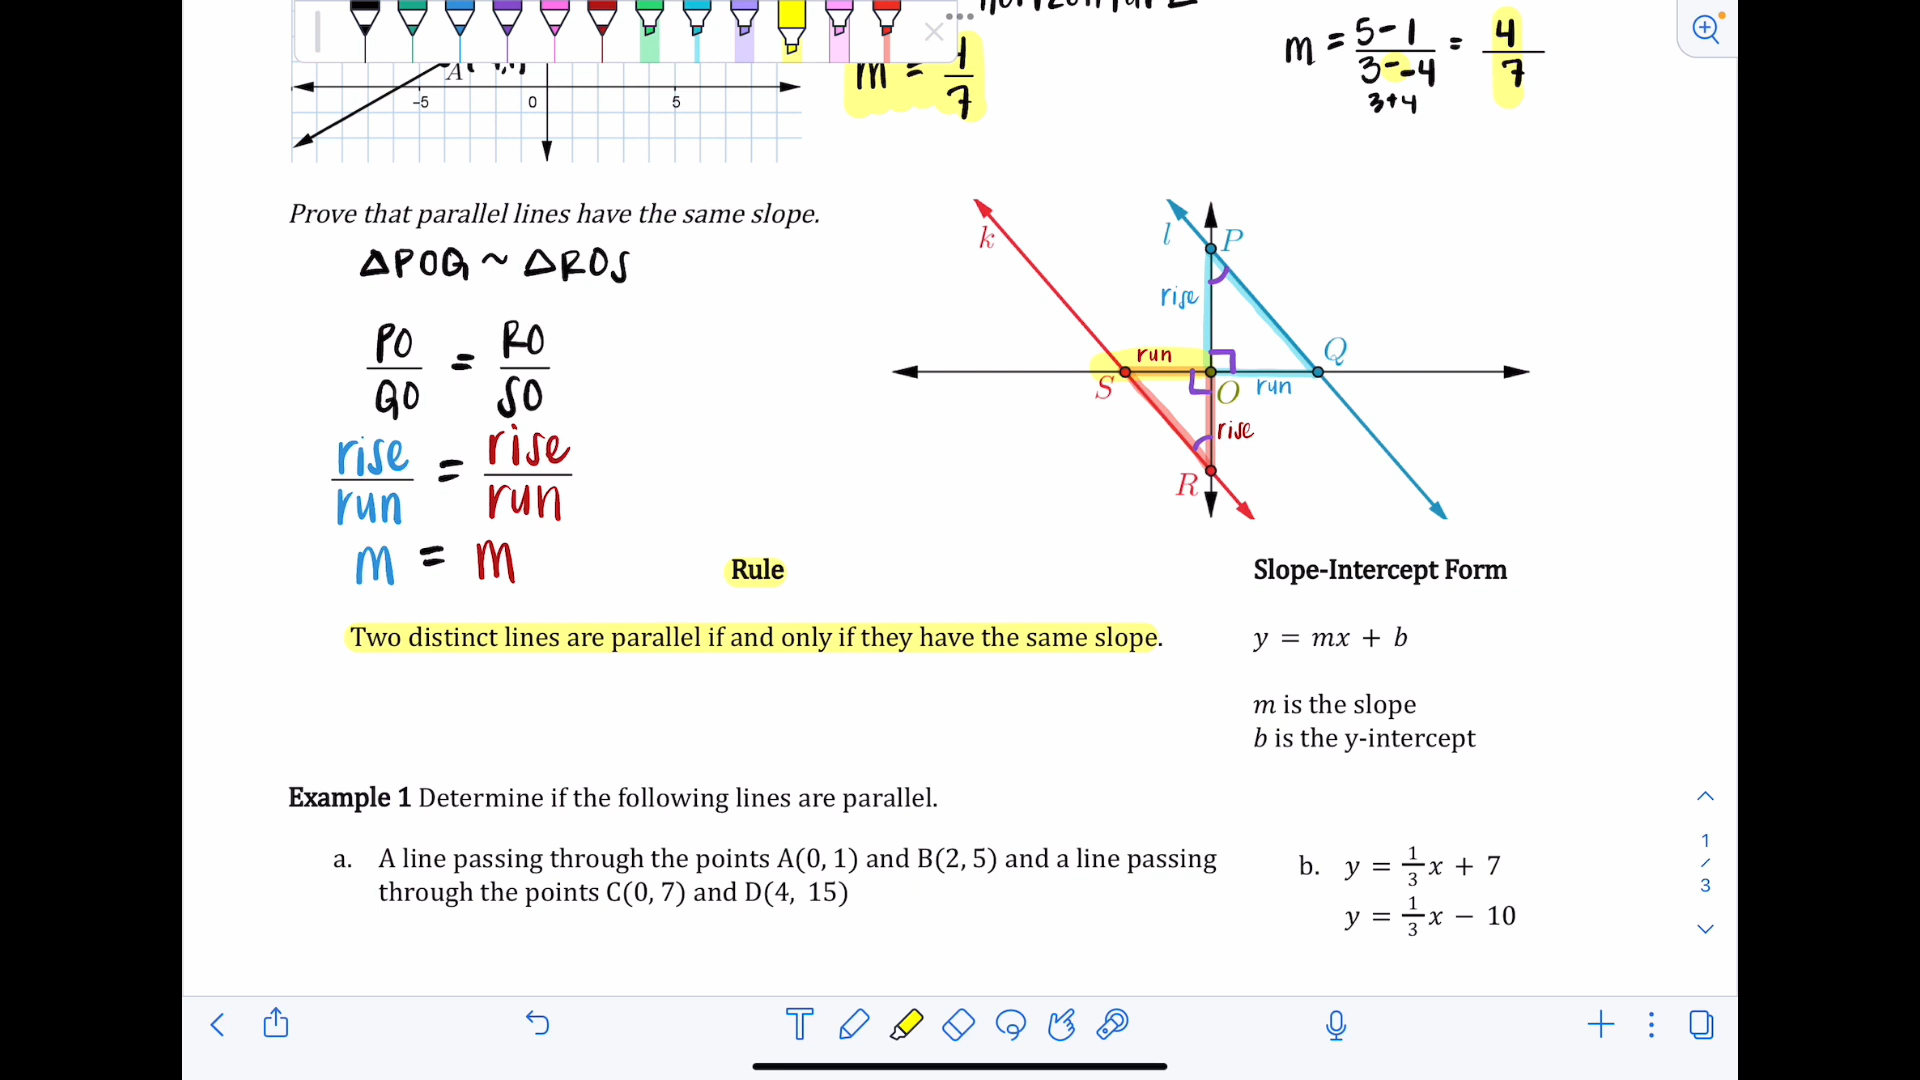 m = 5-1 / 3--4 = 4/7
3+4
A
-5 0 5
Prove that parallel lines have the same slope.
ΔPOQ ~ ΔROS
PO/QO = RO/SO
rise/run = rise/run
m = m
k
l
P
rise
run
Q
S
O
run
rise
R
Rule
Slope-Intercept Form
Two distinct lines are parallel if and only if they have the same slope.
y = mx + b
m is the slope
b is the y-intercept
Example 1 Determine if the following lines are parallel.
a. A line passing through the points A(0, 1) and B(2, 5) and a line passing
through the points C(0, 7) and D(4, 15)
b. y = 1/3 x + 7
y = 1/3 x − 10
1
/
3
T